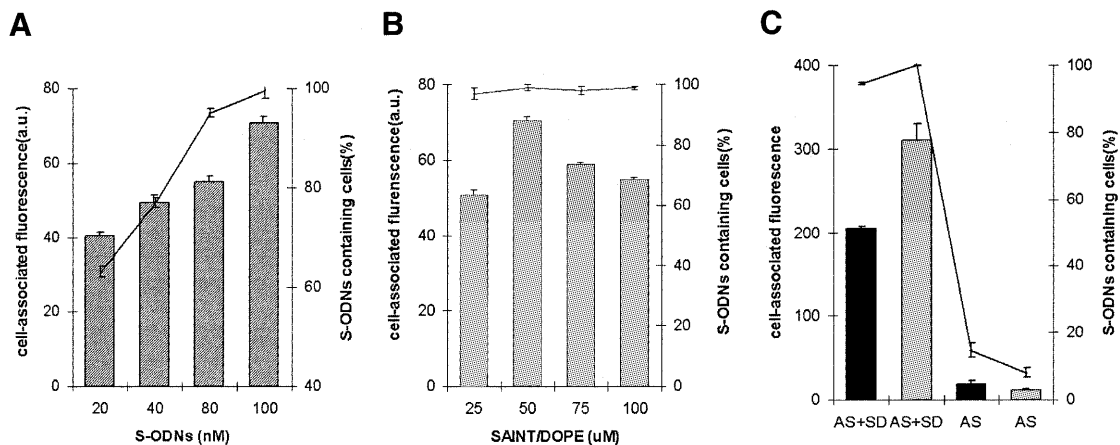 A
B
C
cell-associated fluorescence(a.u.)
80
60
40
20
0
100
80
60
40
S-ODNs containing cells(%)
20 40 80 100
S-ODNs (nM)
cell-associated flurenscence(a.u.)
80
60
40
20
0
100
80
60
40
20
0
S-ODNs containing cells(%)
25 50 75 100
SAINT/DOPE (uM)
cell-associated fluorescence
400
300
200
100
0
100
80
60
40
20
0
S-ODNs containing cells(%)
AS+SD AS+SD AS AS